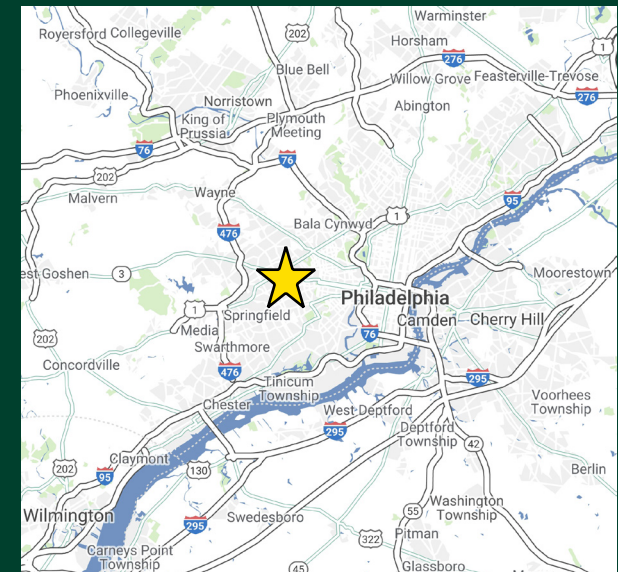 Warminster
Royersford
Collegeville
202
Horsham
1
276
Blue Bell
Willow Grove
Feasterville-Trevose
Phoenixville
276
Norristown
Abington
King of
Prussia
Plymouth
Meeting
76
76
202
Wayne
Malvern
95
1
Bala Cynwyd
476
est Goshen
3
Moorestown
Philadelphia
1
Springfield
Camden
Cherry Hill
Media
76
202
Swarthmore
Concordville
476
295
Tinicum
Township
Voorhees
Township
Chester
West Deptford
295
Deptford
Township
42
Claymont
202
130
Berlin
95
Washington
Township
55
Wilmington
295
Swedesboro
Pitman
322
Carneys Point
Township
45
Glassboro